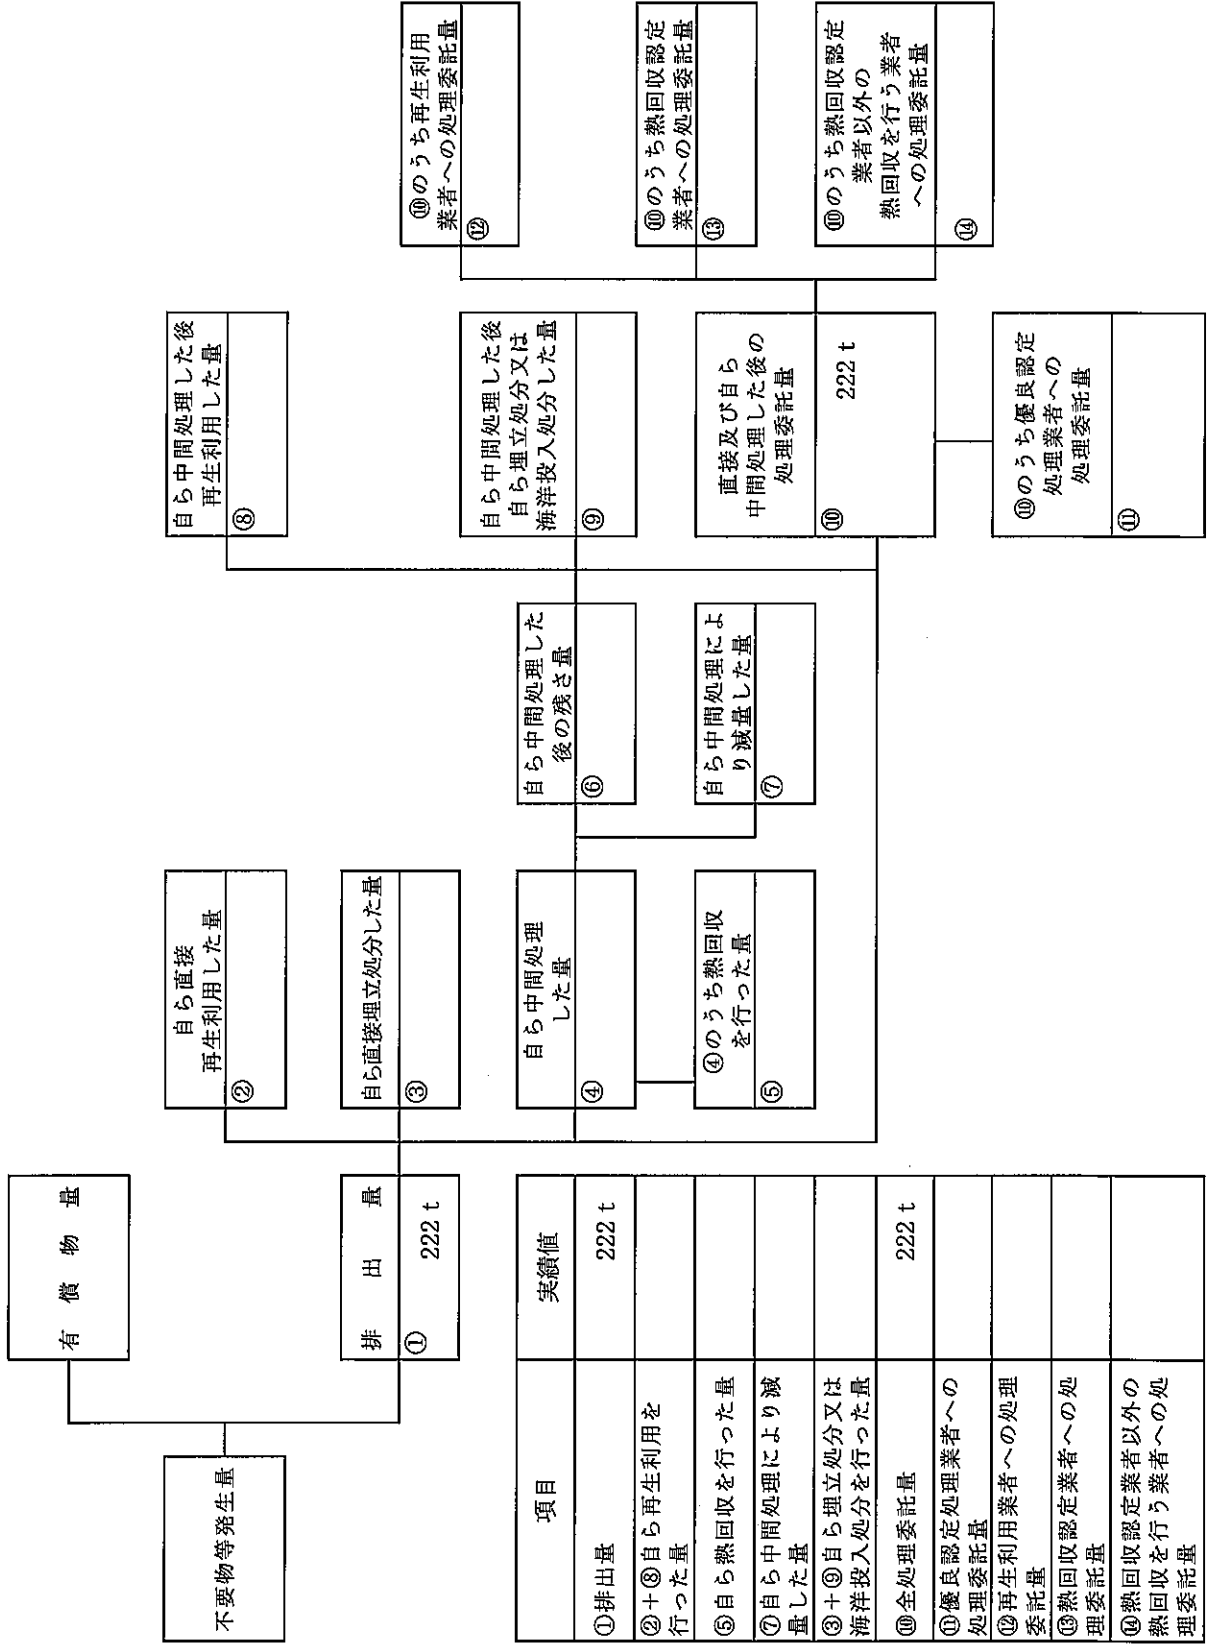 不要物等発生量
有償物量
排出量
① 222 t
自ら直接
再生利用した量
②
自ら直接埋立処分した量
③
自ら中間処理
した量
④
④のうち熱回収
を行った量
⑤
自ら中間処理した
後の残さ量
⑥
自ら中間処理によ
り減量した量
⑦
自ら中間処理した後
再生利用した量
⑧
自ら中間処理した後
自ら埋立処分又は
海洋投入処分した量
⑨
直接及び自ら
中間処理した後の
処理委託量
⑩ 222 t
⑩のうち優良認定
処理業者への
処理委託量
⑪
⑩のうち再生利用
業者への処理委託量
⑫
⑩のうち熱回収認定
業者への処理委託量
⑬
⑩のうち熱回収認定
業者以外の
熱回収を行う業者
への処理委託量
⑭
項目 実績値
①排出量 222 t
②+⑧自ら再生利用を
行った量
⑤自ら熱回収を行った量
⑦自ら中間処理により減
量した量
③+⑨自ら埋立処分又は
海洋投入処分を行った量
⑩全処理委託量 222 t
⑪優良認定処理業者への
処理委託量
⑫再生利用業者への処理
委託量
⑬熱回収認定業者への処
理委託量
⑭熱回収認定業者以外の
熱回収を行う業者への処
理委託量